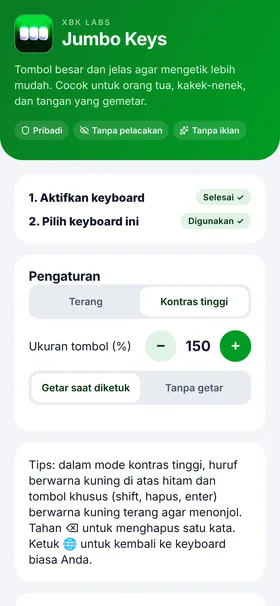 XBK LABS
Jumbo Keys
Tombol besar dan jelas agar mengetik lebih
mudah. Cocok untuk orang tua, kakek-nenek,
dan tangan yang gemetar.
Pribadi
Tanpa pelacakan
Tanpa iklan
1. Aktifkan keyboard
Selesai ✓
2. Pilih keyboard ini
Digunakan ✓
Pengaturan
Terang
Kontras tinggi
Ukuran tombol (%)
− 150 +
Getar saat diketuk
Tanpa getar
Tips: dalam mode kontras tinggi, huruf
berwarna kuning di atas hitam dan
tombol khusus (shift, hapus, enter)
berwarna kuning terang agar menonjol.
Tahan ⌫ untuk menghapus satu kata.
Ketuk 🌐 untuk kembali ke keyboard
biasa Anda.